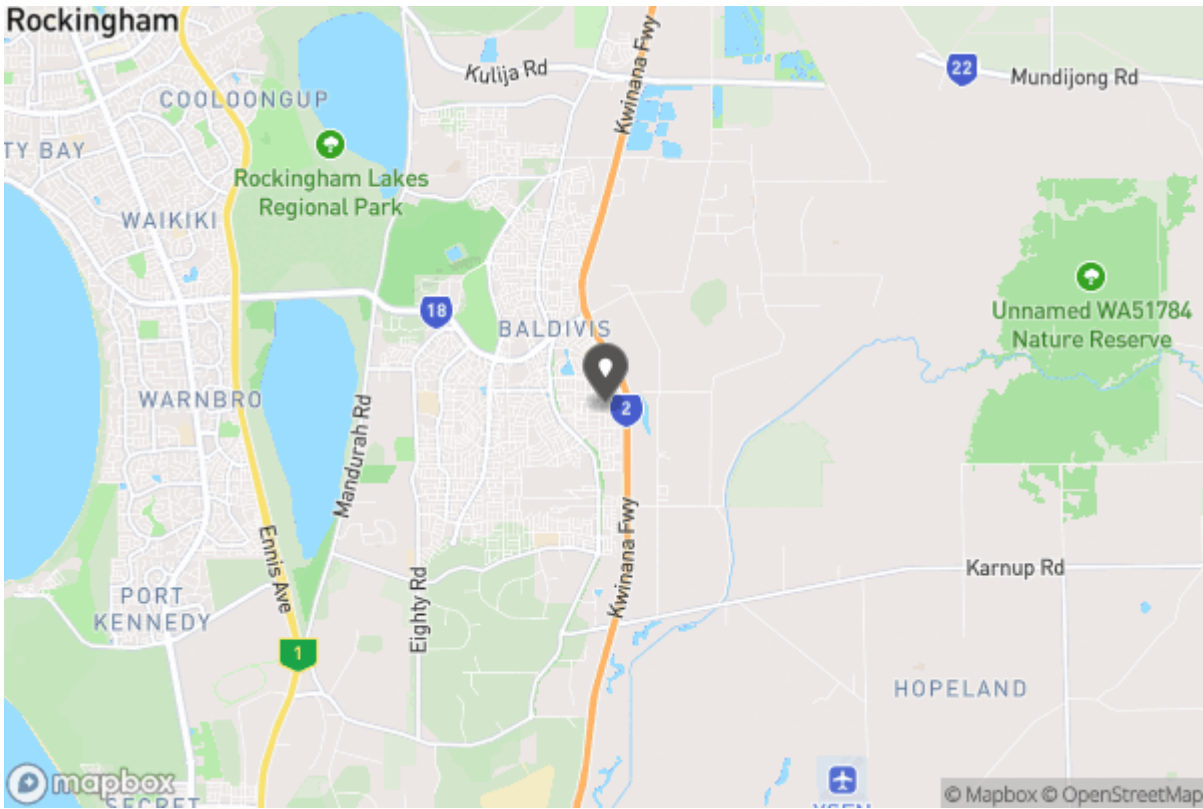 Rockingham
Kulija Rd
Kwinana Fwy
22
Mundijong Rd
COOLOONGUP
TY BAY
Rockingham Lakes
Regional Park
WAIKIKI
Unnamed WA51784
Nature Reserve
18
BALDIVIS
WARNBRO
2
Mandurah Rd
Ennis Ave
Kwinana Fwy
Eighty Rd
Karnup Rd
PORT
KENNEDY
1
HOPELAND
mapbox
SECRET
© Mapbox © OpenStreetMap